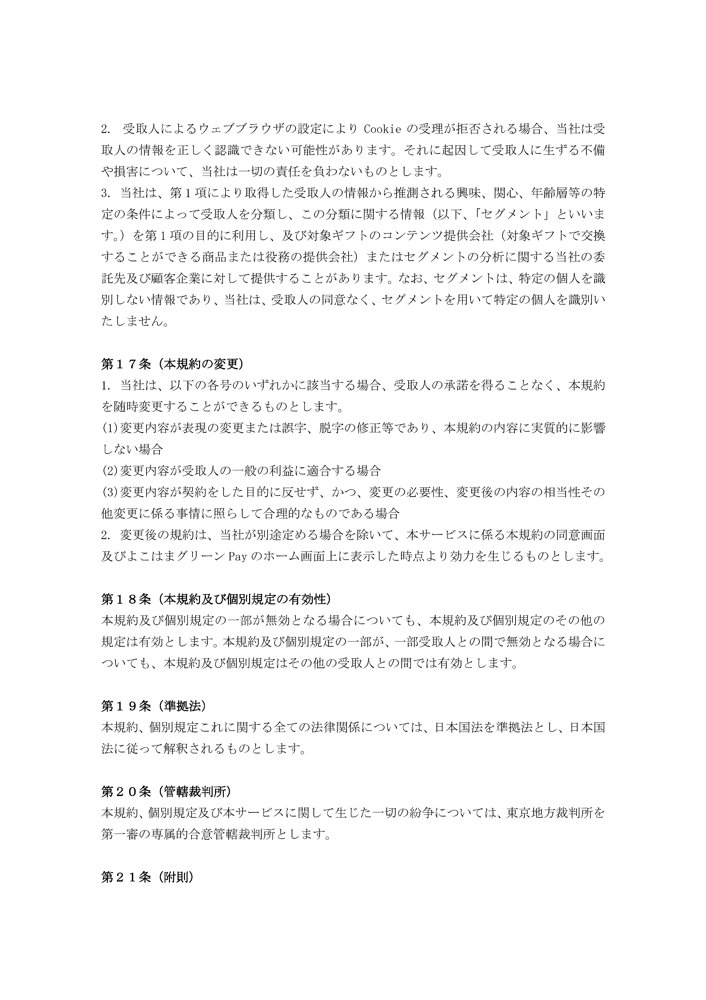 2.  受取人によるウェブブラウザの設定により Cookie の受理が拒否される場合、当社は受
取人の情報を正しく認識できない可能性があります。それに起因して受取人に生ずる不備
や損害について、当社は一切の責任を負わないものとします。
3. 当社は、第 1 項により取得した受取人の情報から推測される興味、関心、年齢層等の特
定の条件によって受取人を分類し、この分類に関する情報（以下、「セグメント」といいま
す。）を第 1 項の目的に利用し、及び対象ギフトのコンテンツ提供会社（対象ギフトで交換
することができる商品または役務の提供会社）またはセグメントの分析に関する当社の委
託先及び顧客企業に対して提供することがあります。なお、セグメントは、特定の個人を識
別しない情報であり、当社は、受取人の同意なく、セグメントを用いて特定の個人を識別い
たしません。
第１７条（本規約の変更）
1. 当社は、以下の各号のいずれかに該当する場合、受取人の承諾を得ることなく、本規約
を随時変更することができるものとします。
(1)変更内容が表現の変更または誤字、脱字の修正等であり、本規約の内容に実質的に影響
しない場合
(2)変更内容が受取人の一般の利益に適合する場合
(3)変更内容が契約をした目的に反せず、かつ、変更の必要性、変更後の内容の相当性その
他変更に係る事情に照らして合理的なものである場合
2. 変更後の規約は、当社が別途定める場合を除いて、本サービスに係る本規約の同意画面
及びよこはまグリーン Pay のホーム画面上に表示した時点より効力を生じるものとします。
第１８条（本規約及び個別規定の有効性）
本規約及び個別規定の一部が無効となる場合についても、本規約及び個別規定のその他の
規定は有効とします。本規約及び個別規定の一部が、一部受取人との間で無効となる場合に
ついても、本規約及び個別規定はその他の受取人との間では有効とします。
第１９条（準拠法）
本規約、個別規定これに関する全ての法律関係については、日本国法を準拠法とし、日本国
法に従って解釈されるものとします。
第２０条（管轄裁判所）
本規約、個別規定及び本サービスに関して生じた一切の紛争については、東京地方裁判所を
第一審の専属的合意管轄裁判所とします。
第２１条（附則）